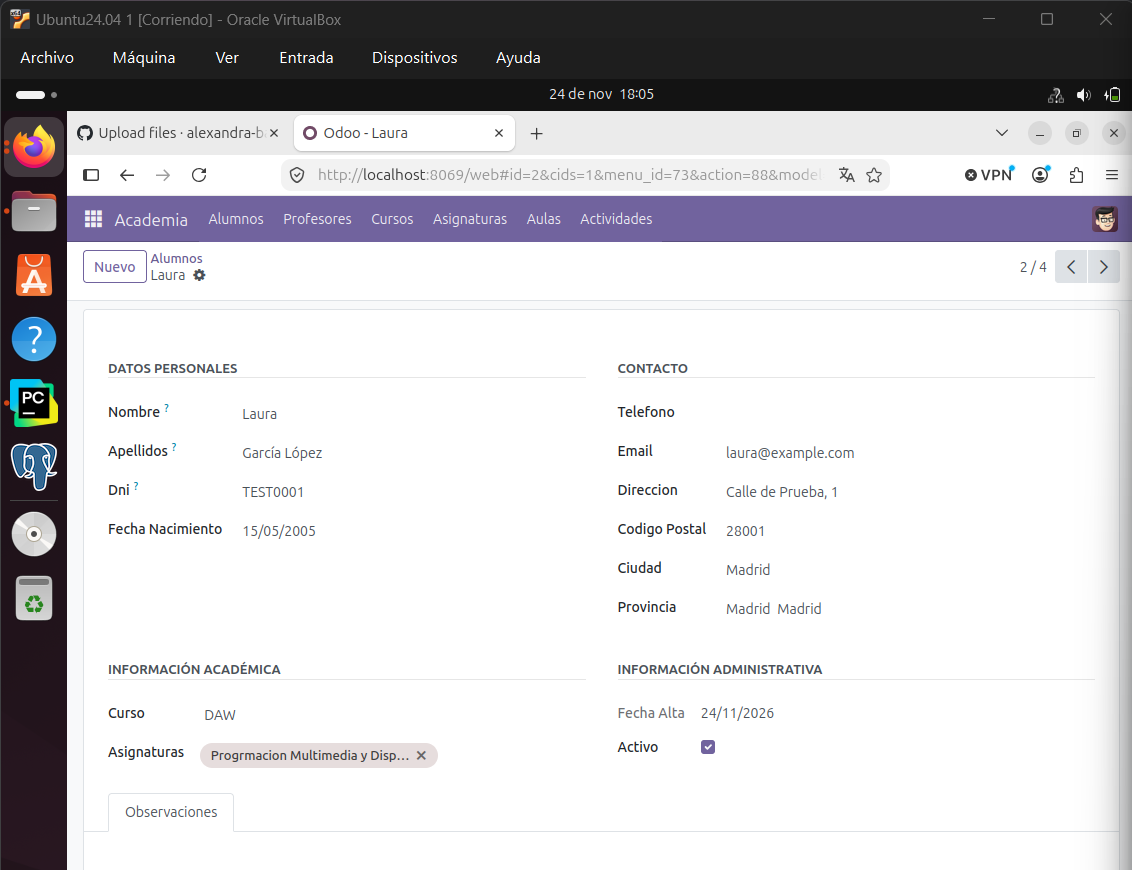 Ubuntu24.04 1 [Corriendo] - Oracle VirtualBox
Archivo Máquina Ver Entrada Dispositivos Ayuda
24 de nov 18:05
Upload files · alexandra-b
Odoo - Laura
http://localhost:8069/web#id=2&cids=1&menu_id=73&action=88&model
VPN
Academia Alumnos Profesores Cursos Asignaturas Aulas Actividades
Nuevo
Alumnos
Laura
2 / 4
DATOS PERSONALES
Nombre ? Laura
Apellidos ? García López
Dni ? TEST0001
Fecha Nacimiento 15/05/2005
CONTACTO
Telefono
Email laura@example.com
Direccion Calle de Prueba, 1
Codigo Postal 28001
Ciudad Madrid
Provincia Madrid Madrid
INFORMACIÓN ACADÉMICA
Curso DAW
Asignaturas Progrmacion Multimedia y Disp...
INFORMACIÓN ADMINISTRATIVA
Fecha Alta 24/11/2026
Activo
Observaciones
PC